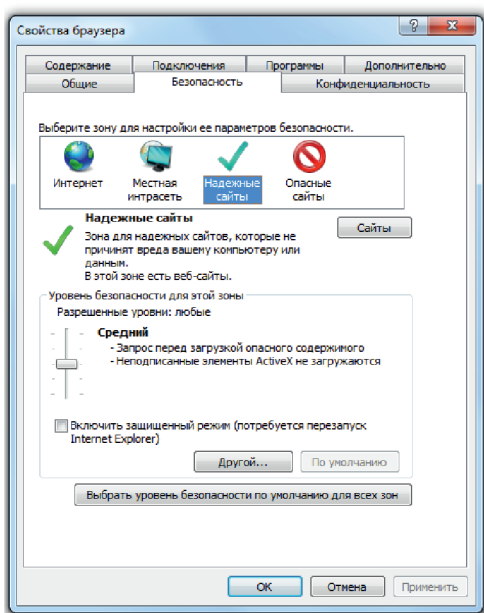 Свойства браузера
Содержание Подключения Программы Дополнительно
Общие Безопасность Конфиденциальность
Выберите зону для настройки ее параметров безопасности.
Интернет Местная Надежные Опасные
интрасеть сайты сайты
Надежные сайты
Сайты
Зона для надежных сайтов, которые не
причинят вреда вашему компьютеру или
данным.
В этой зоне есть веб-сайты.
Уровень безопасности для этой зоны
Разрешенные уровни: любые
Средний
- Запрос перед загрузкой опасного содержимого
- Неподписанные элементы ActiveX не загружаются
Включить защищенный режим (потребуется перезапуск
Internet Explorer)
Другой... По умолчанию
Выбрать уровень безопасности по умолчанию для всех зон
OK Отмена Применить